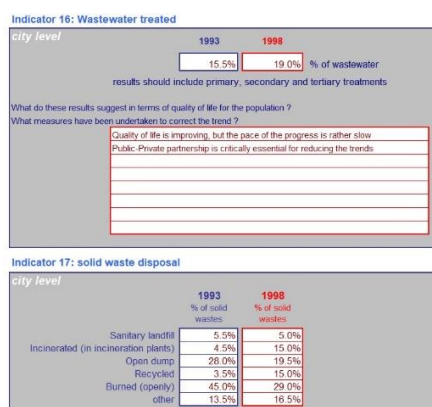 Indicator 16: Wastewater treated
city level
1993 1998
15.5% 19.0% % of wastewater
results should include primary, secondary and tertiary treatments
What do these results suggest in terms of quality of life for the population ?
What measures have been undertaken to correct the trend ?
Quality of life is improving, but the pace of the progress is rather slow
Public-Private partnership is critically essential for reducing the trends
Indicator 17: solid waste disposal
city level
1993 1998
% of solid % of solid
wastes wastes
Sanitary landfill 5.5% 5.0%
Incinerated (in incineration plants) 4.5% 15.0%
Open dump 28.0% 19.5%
Recycled 3.5% 15.0%
Burned (openly) 45.0% 29.0%
other 13.5% 16.5%